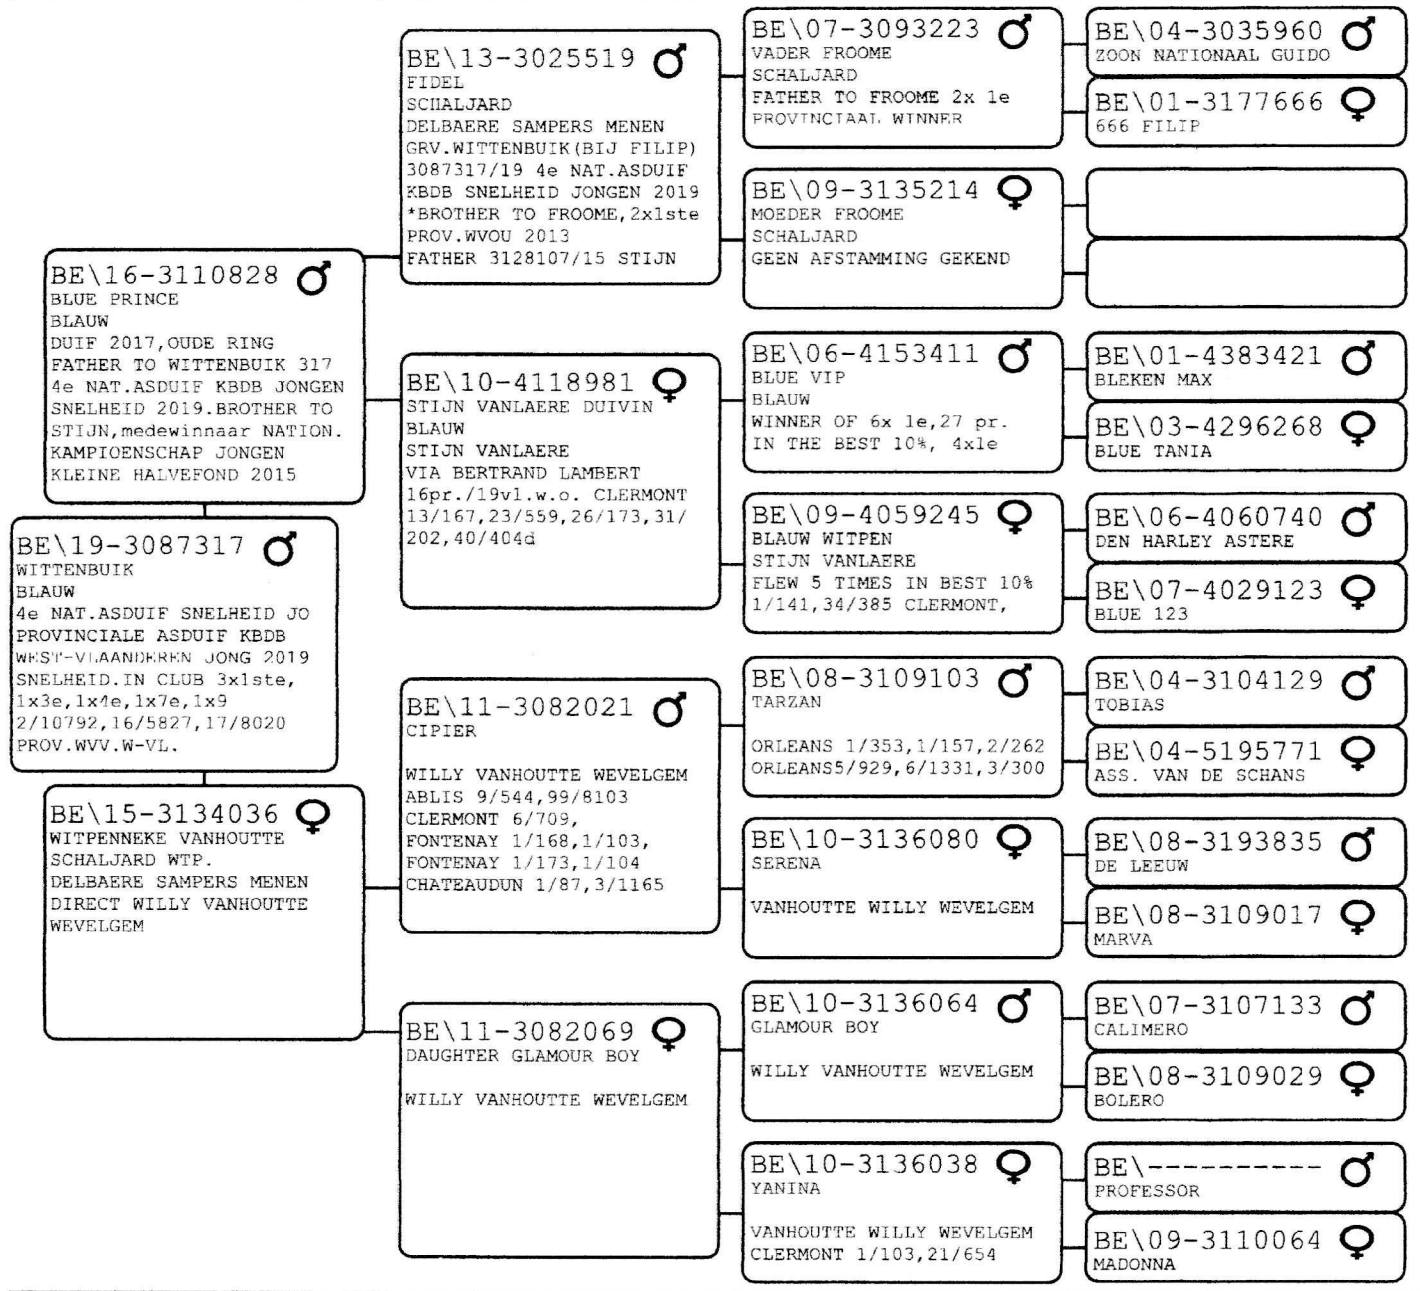 BE\19-3087317 ♂
WITTENBUIK
BLAUW
4e NAT.ASDUIF SNELHEID JO
PROVINCIALE ASDUIF KBDB
WEST-VLAANDEREN JONG 2019
SNELHEID.IN CLUB 3x1ste,
1x3e,1x4e,1x7e,1x9
2/10792,16/5827,17/8020
PROV.WVV.W-VL.
BE\16-3110828 ♂
BLUE PRINCE
BLAUW
DUIF 2017,OUDE RING
FATHER TO WITTENBUIK 317
4e NAT.ASDUIF KBDB JONGEN
SNELHEID 2019.BROTHER TO
STIJN,medewinnaar NATION.
KAMPIOENSCHAP JONGEN
KLEINE HALVEFOND 2015
BE\15-3134036 ♀
WITPENNEKE VANHOUTTE
SCHALJARD WTP.
DELBAERE SAMPERS MENEN
DIRECT WILLY VANHOUTTE
WEVELGEM
BE\13-3025519 ♂
FIDEL
SCHALJARD
DELBAERE SAMPERS MENEN
GRV.WITTENBUIK(BIJ FILIP)
3087317/19 4e NAT.ASDUIF
KBDB SNELHEID JONGEN 2019
*BROTHER TO FROOME,2x1ste
PROV.WVOU 2013
FATHER 3128107/15 STIJN
BE\10-4118981 ♀
STIJN VANLAERE DUIVIN
BLAUW
STIJN VANLAERE
VIA BERTRAND LAMBERT
16pr./19vl.w.o. CLERMONT
13/167,23/559,26/173,31/
202,40/404d
BE\11-3082021 ♂
CIPIER
WILLY VANHOUTTE WEVELGEM
ABLIS 9/544,99/8103
CLERMONT 6/709,
FONTENAY 1/168,1/103,
FONTENAY 1/173,1/104
CHATEAUDUN 1/87,3/1165
BE\11-3082069 ♀
DAUGHTER GLAMOUR BOY
WILLY VANHOUTTE WEVELGEM
BE\07-3093223 ♂
VADER FROOME
SCHALJARD
FATHER TO FROOME 2x 1e
PROVINCIAAL WINNER
BE\09-3135214 ♀
MOEDER FROOME
SCHALJARD
GEEN AFSTAMMING GEKEND
BE\06-4153411 ♂
BLUE VIP
BLAUW
WINNER OF 6x 1e,27 pr.
IN THE BEST 10%, 4x1e
BE\09-4059245 ♀
BLAUW WITPEN
STIJN VANLAERE
FLEW 5 TIMES IN BEST 10%
1/141,34/385 CLERMONT,
BE\08-3109103 ♂
TARZAN
ORLEANS 1/353,1/157,2/262
ORLEANS5/929,6/1331,3/300
BE\10-3136080 ♀
SERENA
VANHOUTTE WILLY WEVELGEM
BE\10-3136064 ♂
GLAMOUR BOY
WILLY VANHOUTTE WEVELGEM
BE\10-3136038 ♀
YANINA
VANHOUTTE WILLY WEVELGEM
CLERMONT 1/103,21/654
BE\04-3035960 ♂
ZOON NATIONAAL GUIDO
BE\01-3177666 ♀
666 FILIP
BE\01-4383421 ♂
BLEKEN MAX
BE\03-4296268 ♀
BLUE TANIA
BE\06-4060740 ♂
DEN HARLEY ASTERE
BE\07-4029123 ♀
BLUE 123
BE\04-3104129 ♂
TOBIAS
BE\04-5195771 ♀
ASS. VAN DE SCHANS
BE\08-3193835 ♂
DE LEEUW
BE\08-3109017 ♀
MARVA
BE\07-3107133 ♂
CALIMERO
BE\08-3109029 ♀
BOLERO
BE\---------- ♂
PROFESSOR
BE\09-3110064 ♀
MADONNA